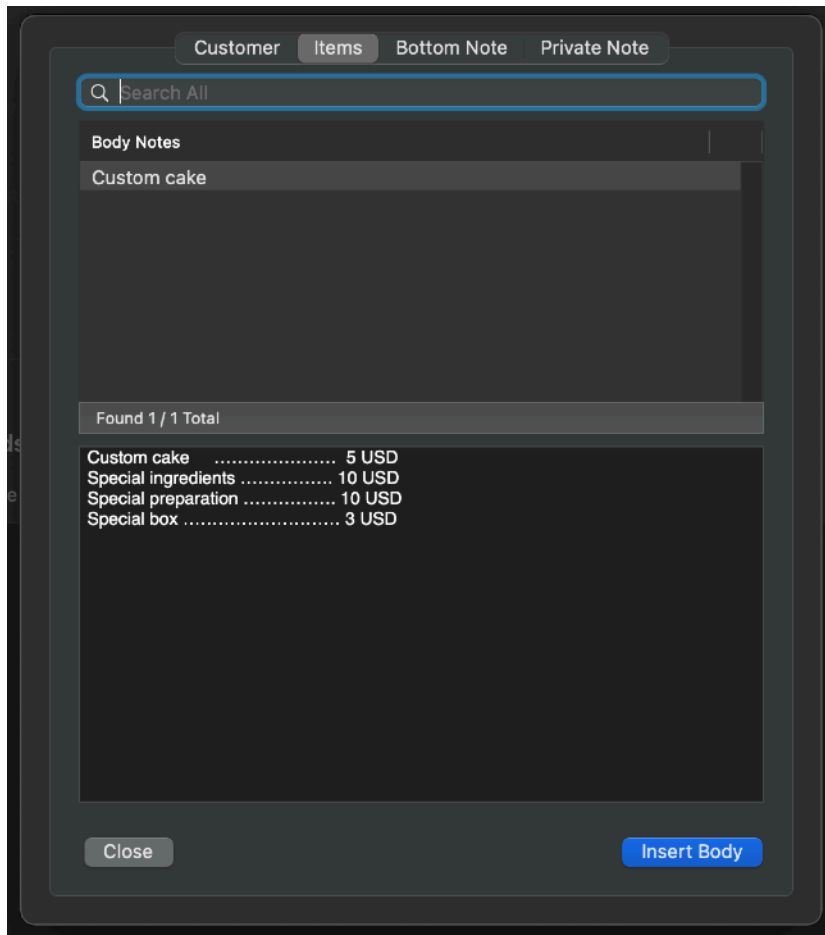 Customer Items Bottom Note Private Note
Search All
Body Notes
Custom cake
Found 1 / 1 Total
Custom cake ..................... 5 USD
Special ingredients ................ 10 USD
Special preparation ................ 10 USD
Special box ........................... 3 USD
Close Insert Body